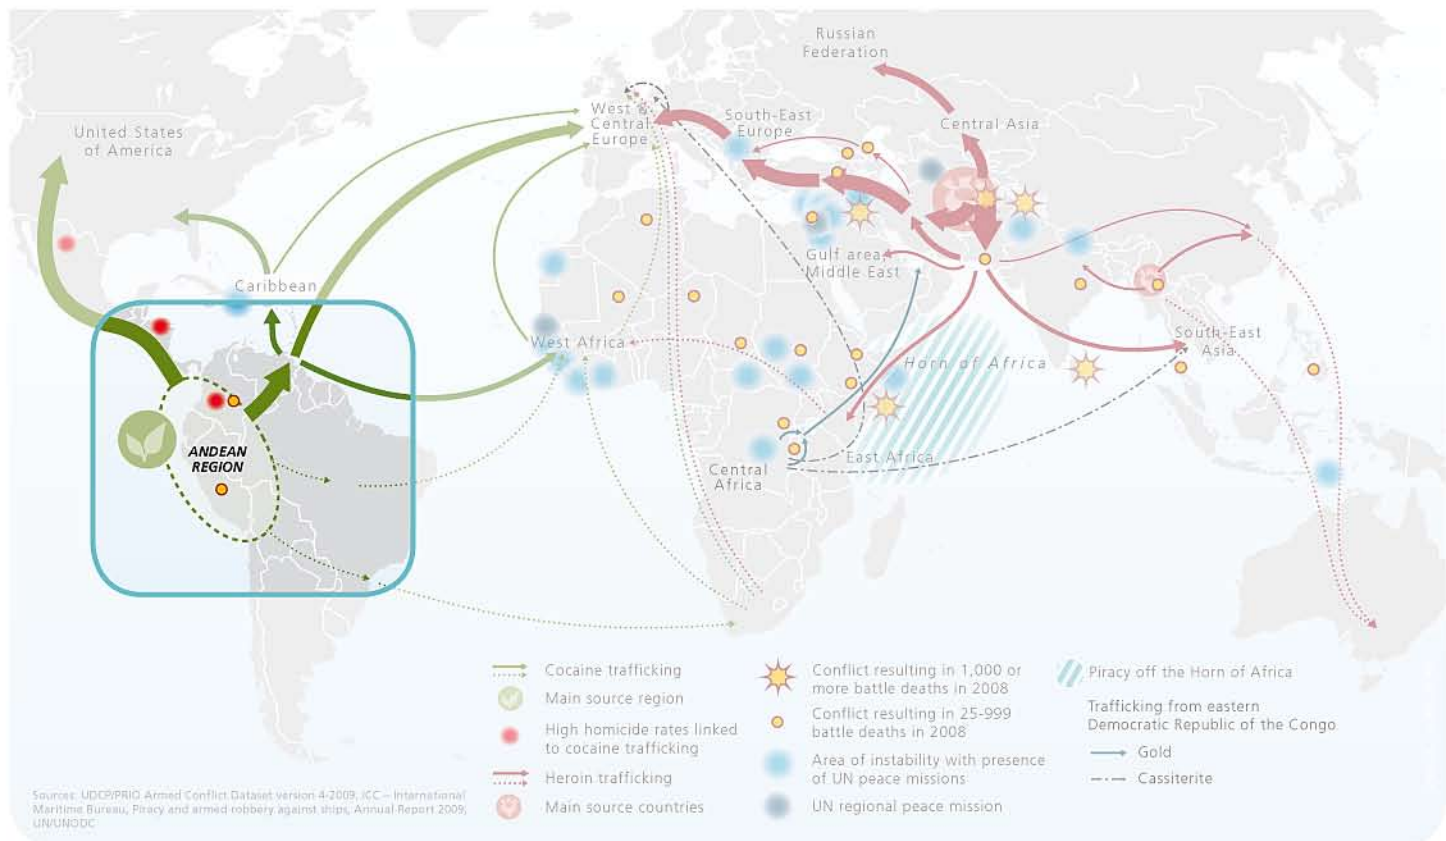 Russian
Federation
United States
of America
West &
Central
Europe
South-East
Europe
Central Asia
Caribbean
Gulf area,
Middle East
West Africa
Horn of Africa
South-East
Asia
ANDEAN
REGION
Central
Africa
East Africa
Cocaine trafficking
Main source region
High homicide rates linked
to cocaine trafficking
Heroin trafficking
Main source countries
Conflict resulting in 1,000 or
more battle deaths in 2008
Conflict resulting in 25-999
battle deaths in 2008
Area of instability with presence
of UN peace missions
UN regional peace mission
Piracy off the Horn of Africa
Trafficking from eastern
Democratic Republic of the Congo
Gold
Cassiterite
Sources: UDCP/PRIO Armed Conflict Dataset version 4-2009, ICC – International
Maritime Bureau, Piracy and armed robbery against ships, Annual Report 2009,
UN/UNODC